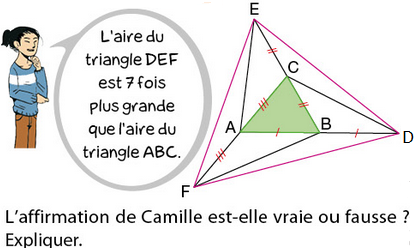 L'aire du
triangle DEF
est 7 fois
plus grande
que l'aire du
triangle ABC.
E
C
A
B
D
F
L'affirmation de Camille est-elle vraie ou fausse ?
Expliquer.